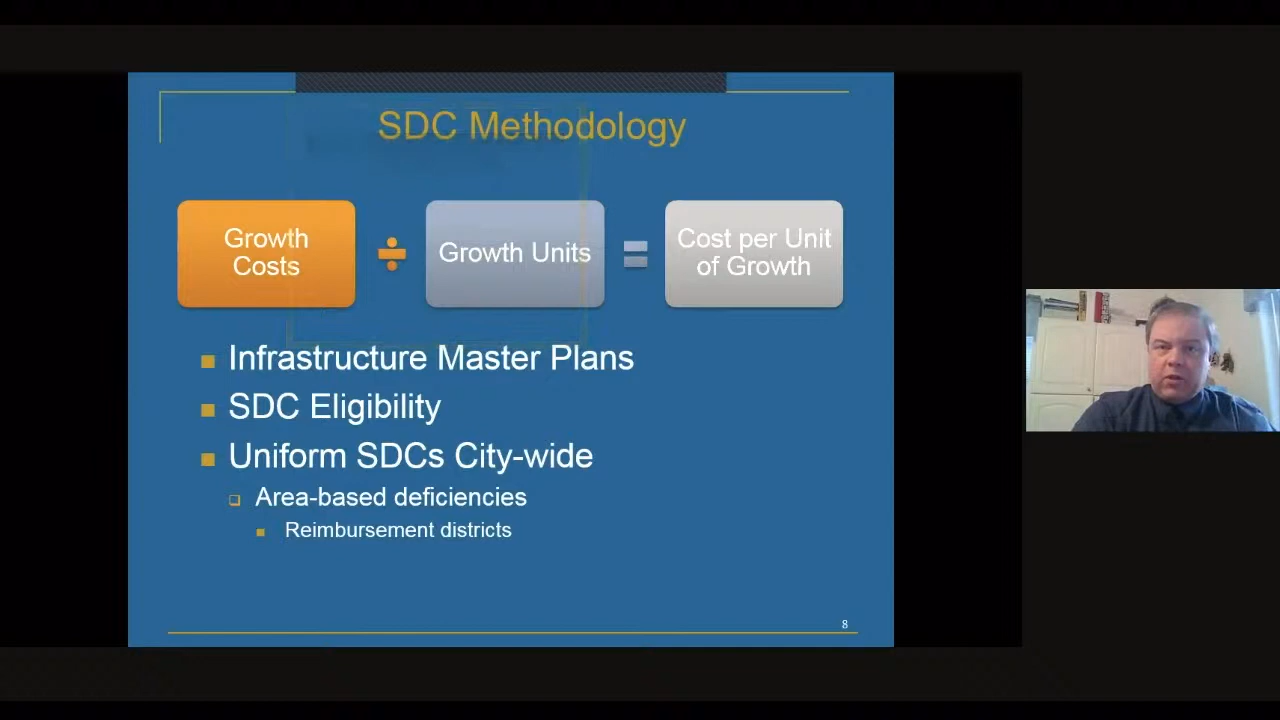 SDC Methodology
Growth
Costs
÷
Growth Units
=
Cost per Unit
of Growth
Infrastructure Master Plans
SDC Eligibility
Uniform SDCs City-wide
Area-based deficiencies
Reimbursement districts
8